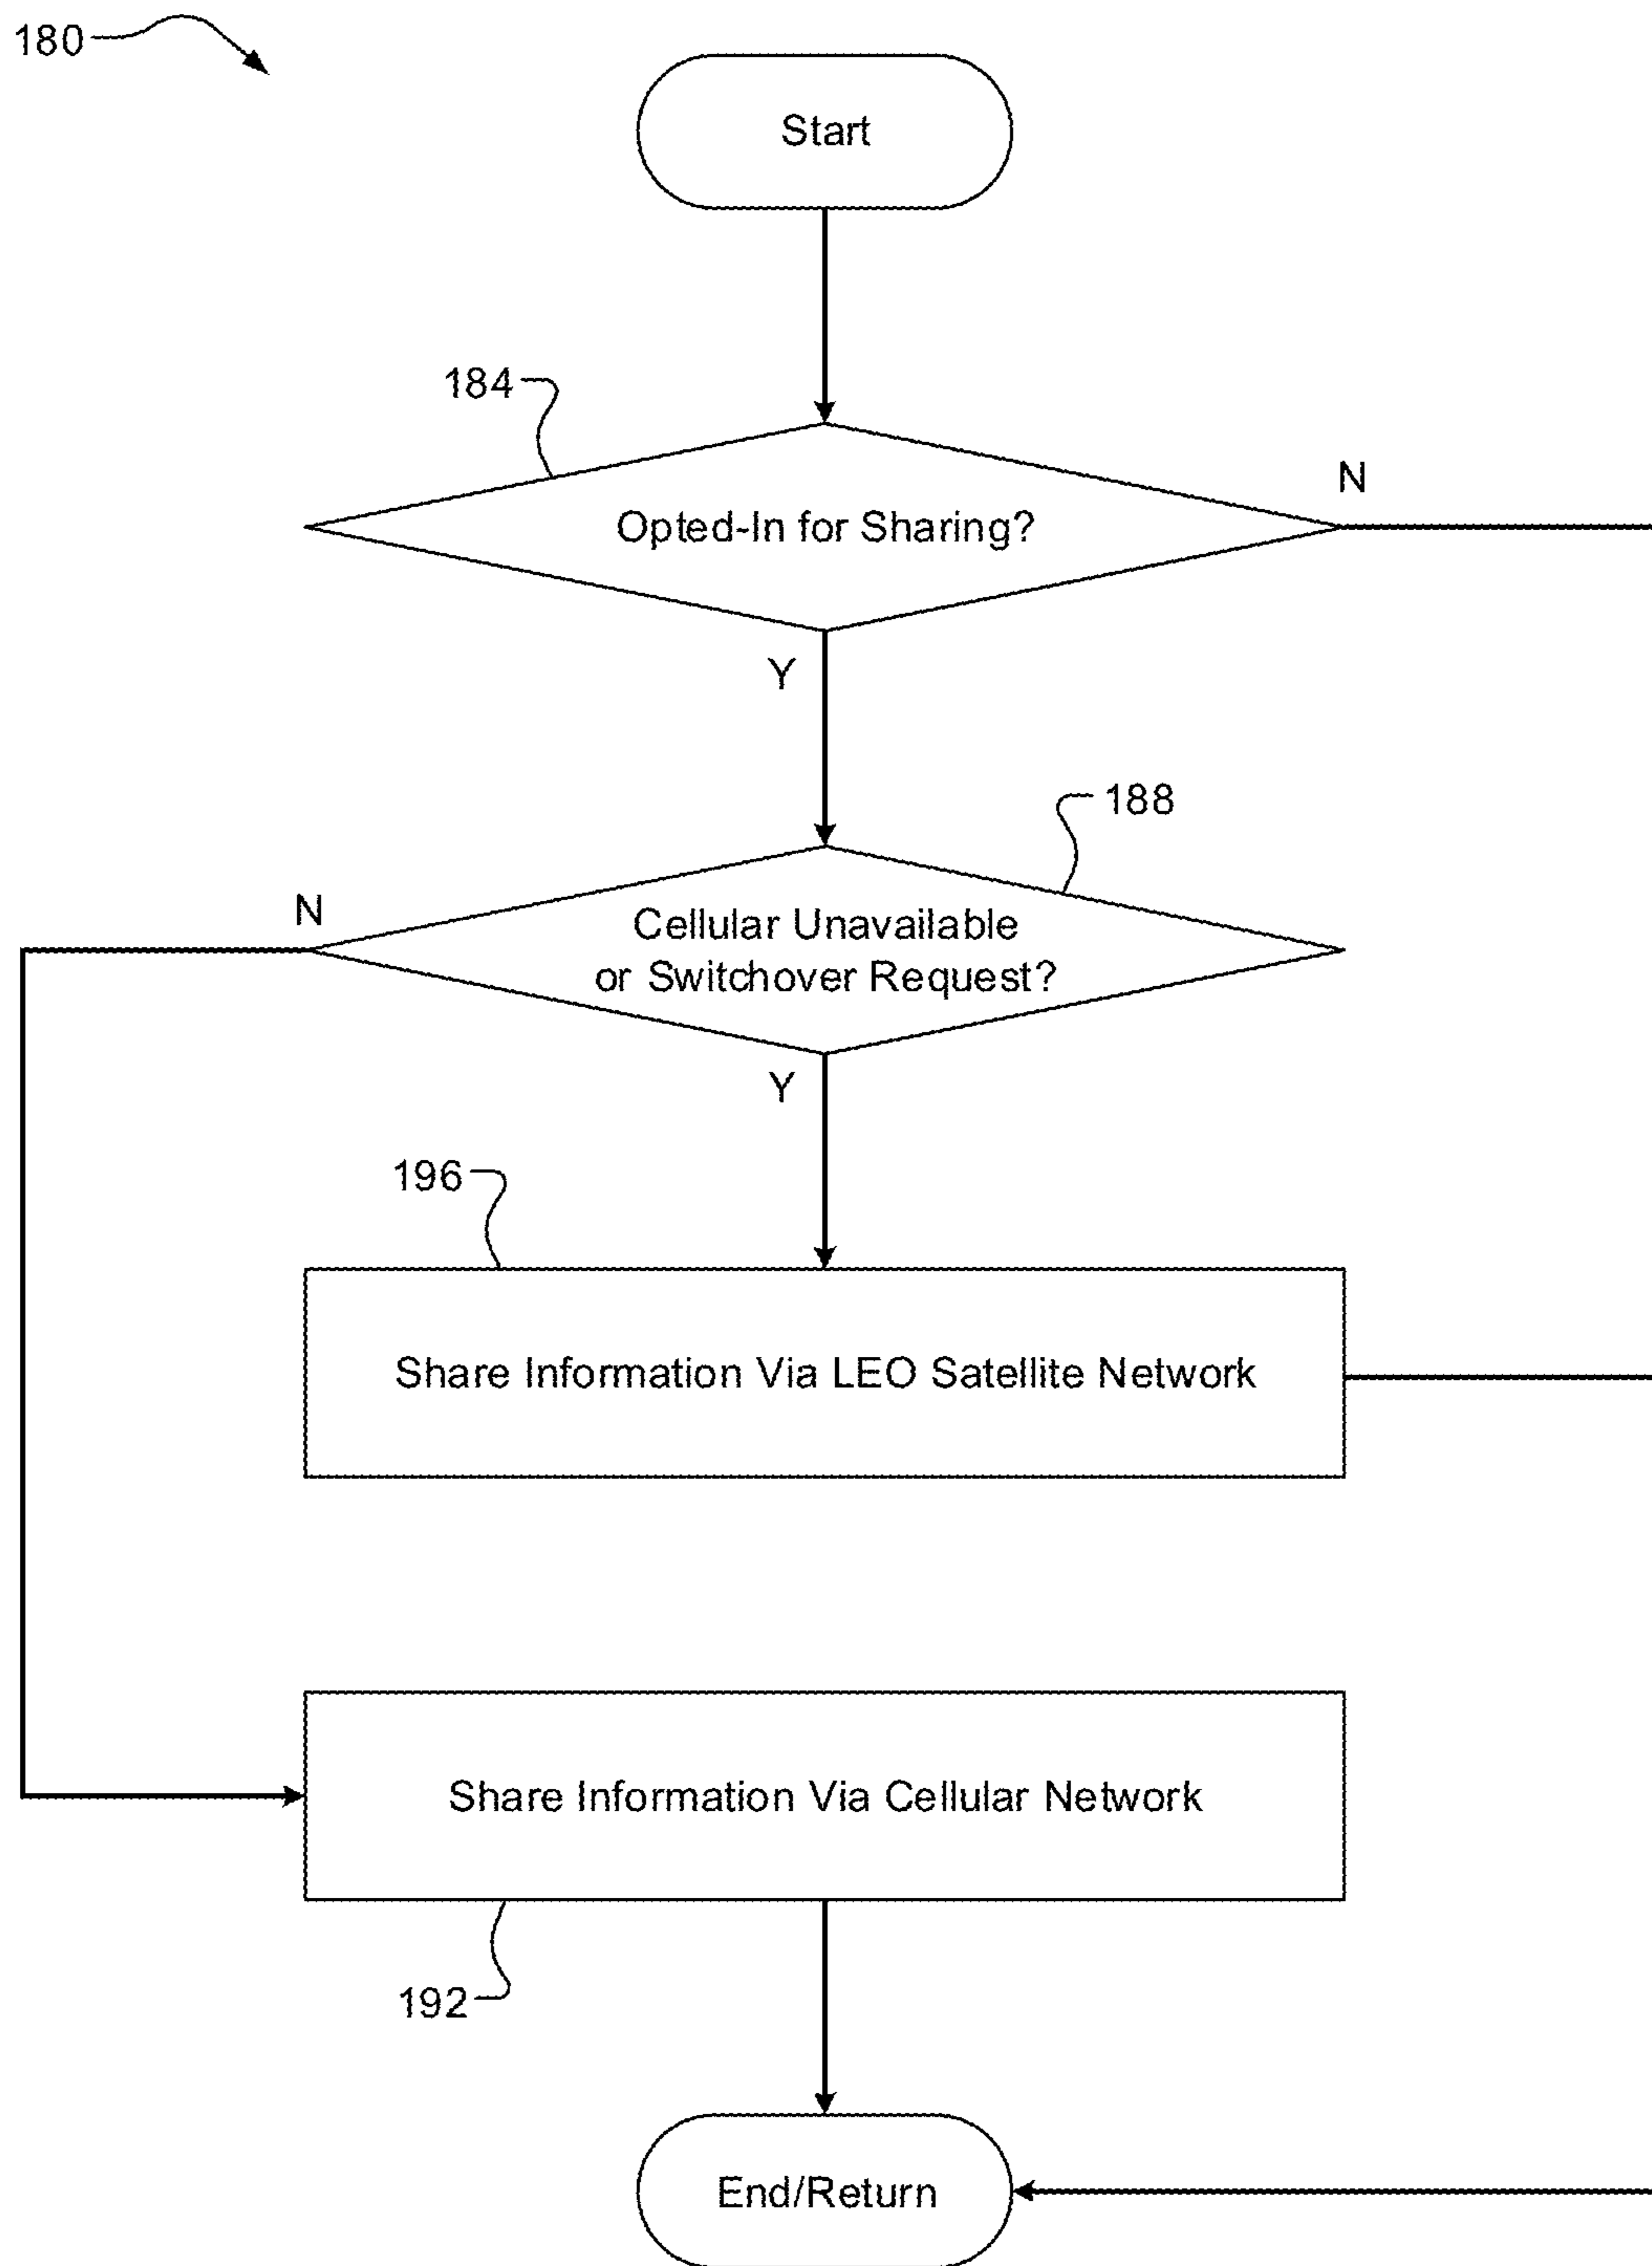 180
Start
184
Opted-In for Sharing?
N
Y
188
N
Cellular Unavailable
or Switchover Request?
Y
196
Share Information Via LEO Satellite Network
Share Information Via Cellular Network
192
End/Return